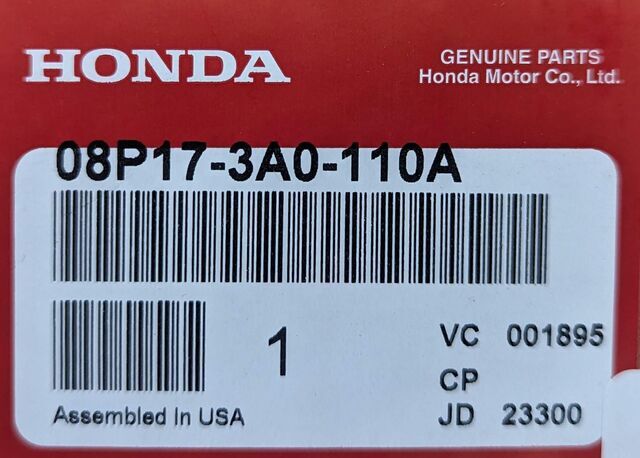 HONDA
GENUINE PARTS
Honda Motor Co., Ltd.
08P17-3A0-110A
1
VC 001895
CP
JD 23300
Assembled In USA